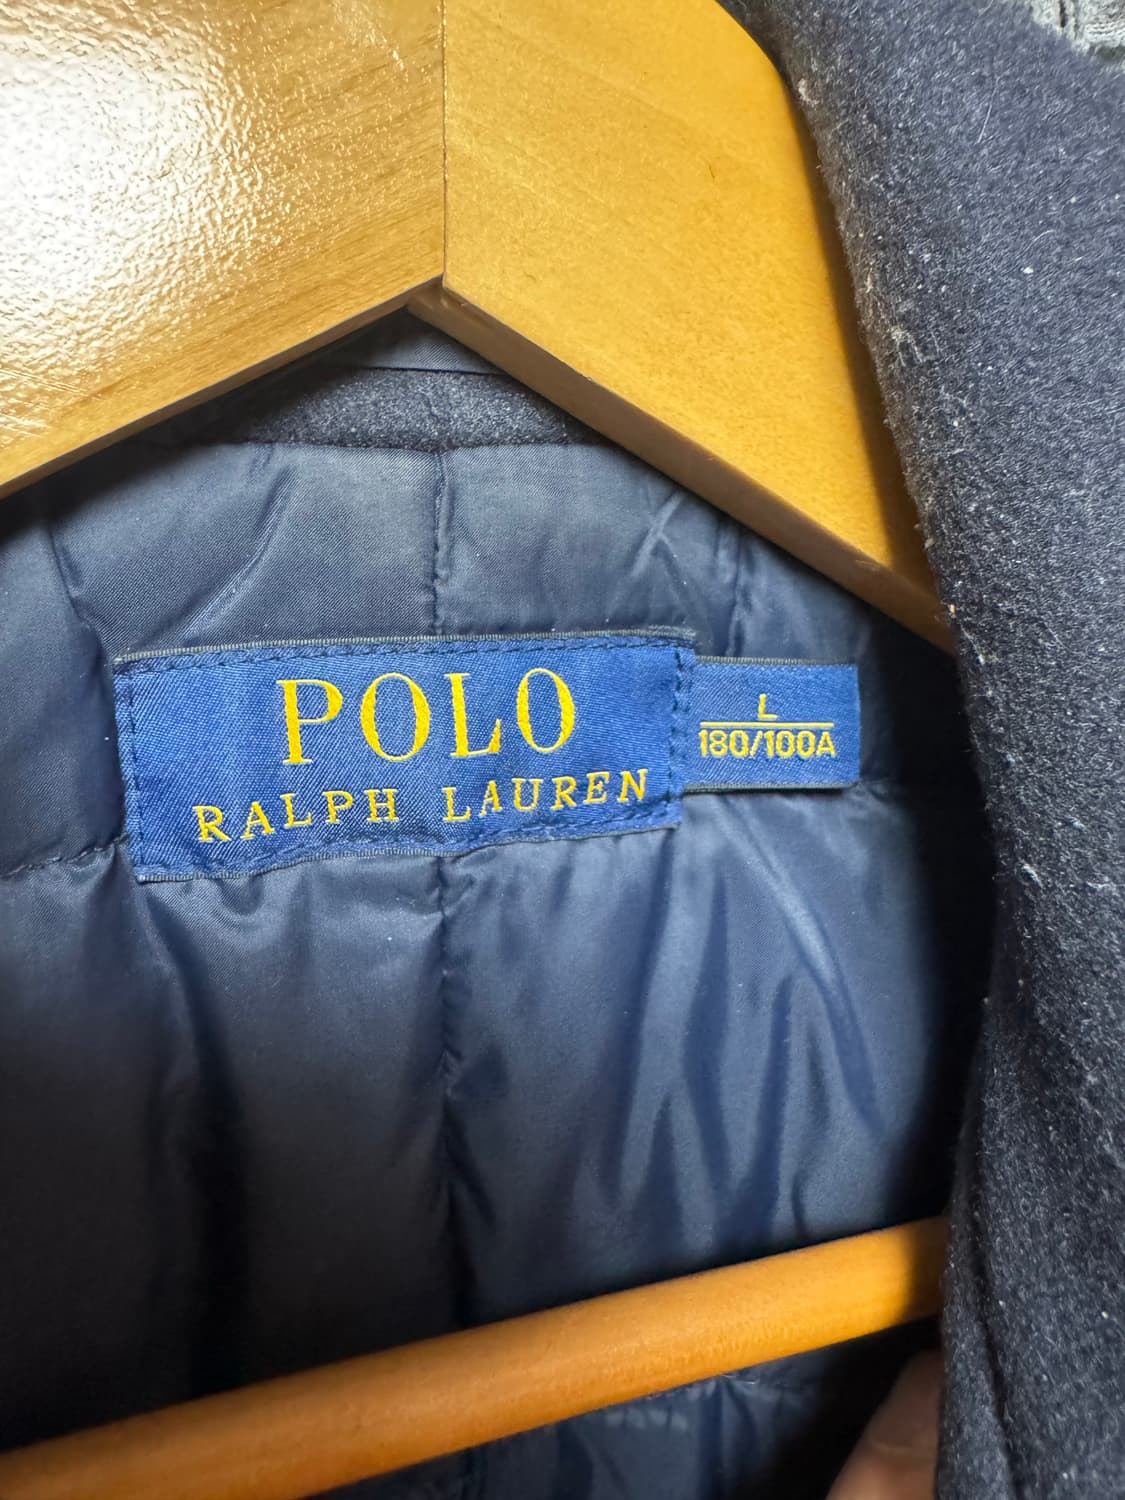 POLO
RALPH LAUREN
L
180/100A